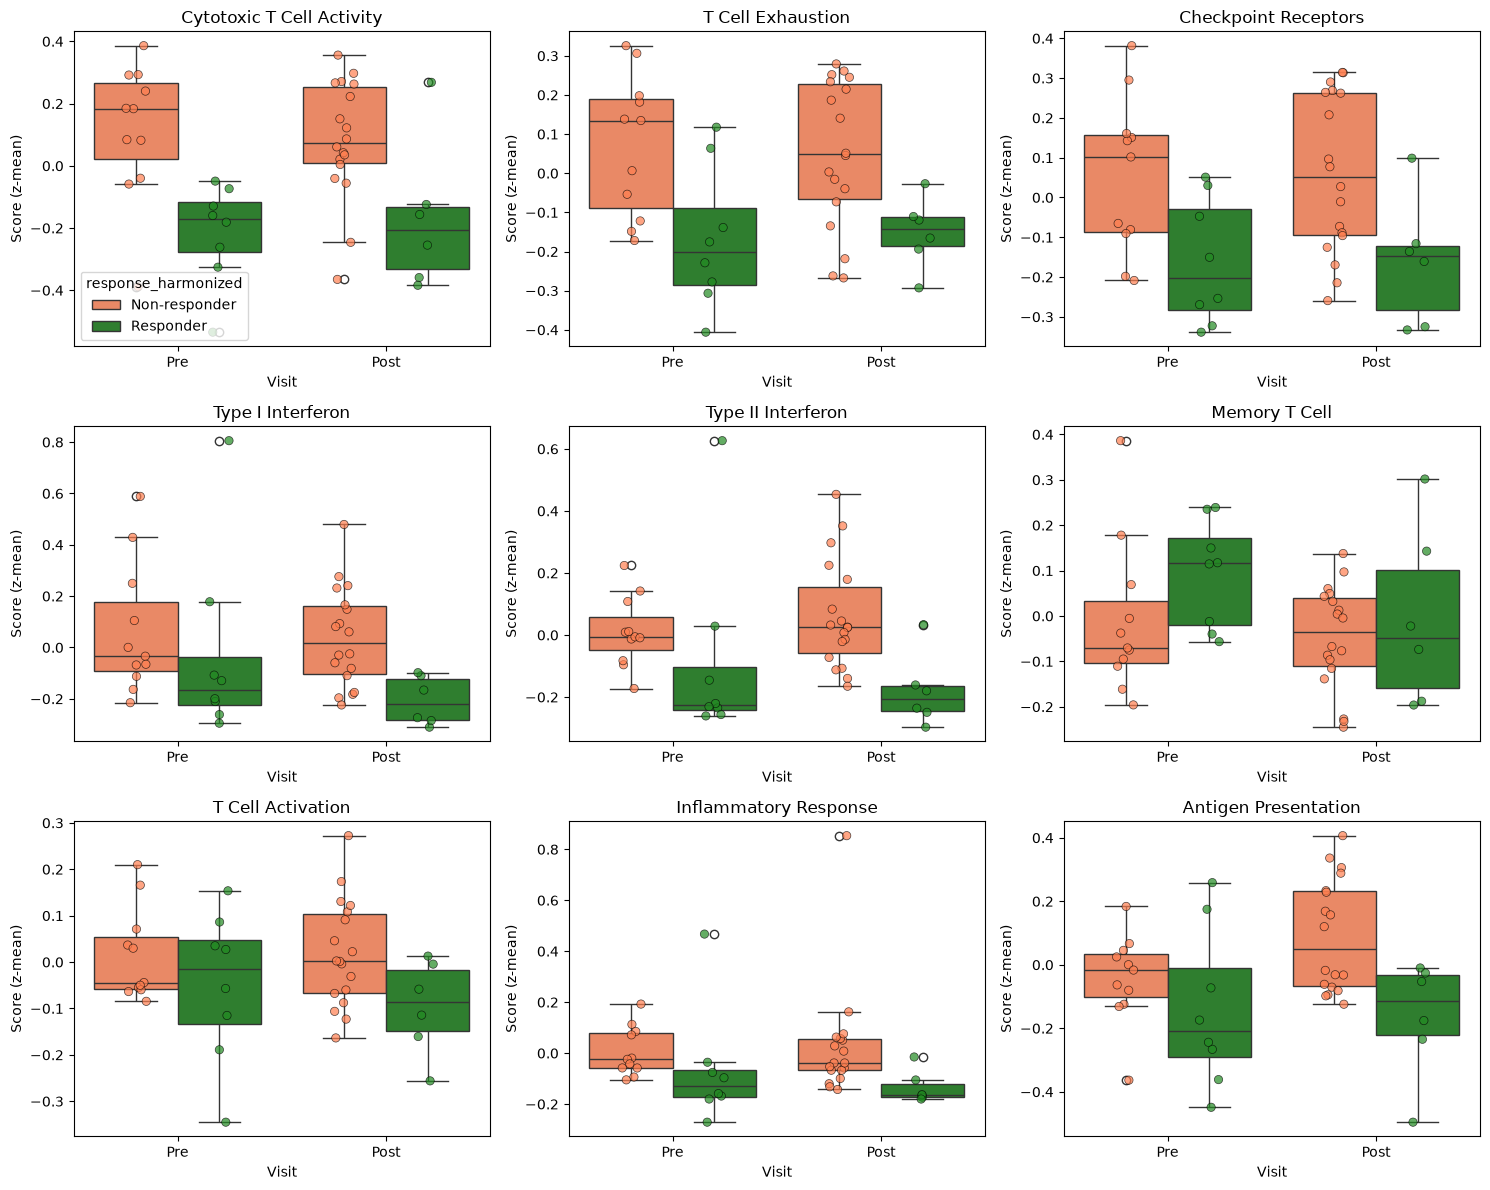 Cytotoxic T Cell Activity
Score (z-mean)
0.4
0.2
0.0
−0.2
−0.4
response_harmonized
Non-responder
Responder
Pre
Post
Visit
T Cell Exhaustion
Score (z-mean)
0.3
0.2
0.1
0.0
−0.1
−0.2
−0.3
−0.4
Pre
Post
Visit
Checkpoint Receptors
Score (z-mean)
0.4
0.3
0.2
0.1
0.0
−0.1
−0.2
−0.3
Pre
Post
Visit
Type I Interferon
Score (z-mean)
0.8
0.6
0.4
0.2
0.0
−0.2
Pre
Post
Visit
Type II Interferon
Score (z-mean)
0.6
0.4
0.2
0.0
−0.2
Pre
Post
Visit
Memory T Cell
Score (z-mean)
0.4
0.3
0.2
0.1
0.0
−0.1
−0.2
Pre
Post
Visit
T Cell Activation
Score (z-mean)
0.3
0.2
0.1
0.0
−0.1
−0.2
−0.3
Pre
Post
Visit
Inflammatory Response
Score (z-mean)
0.8
0.6
0.4
0.2
0.0
−0.2
Pre
Post
Visit
Antigen Presentation
Score (z-mean)
0.4
0.2
0.0
−0.2
−0.4
Pre
Post
Visit